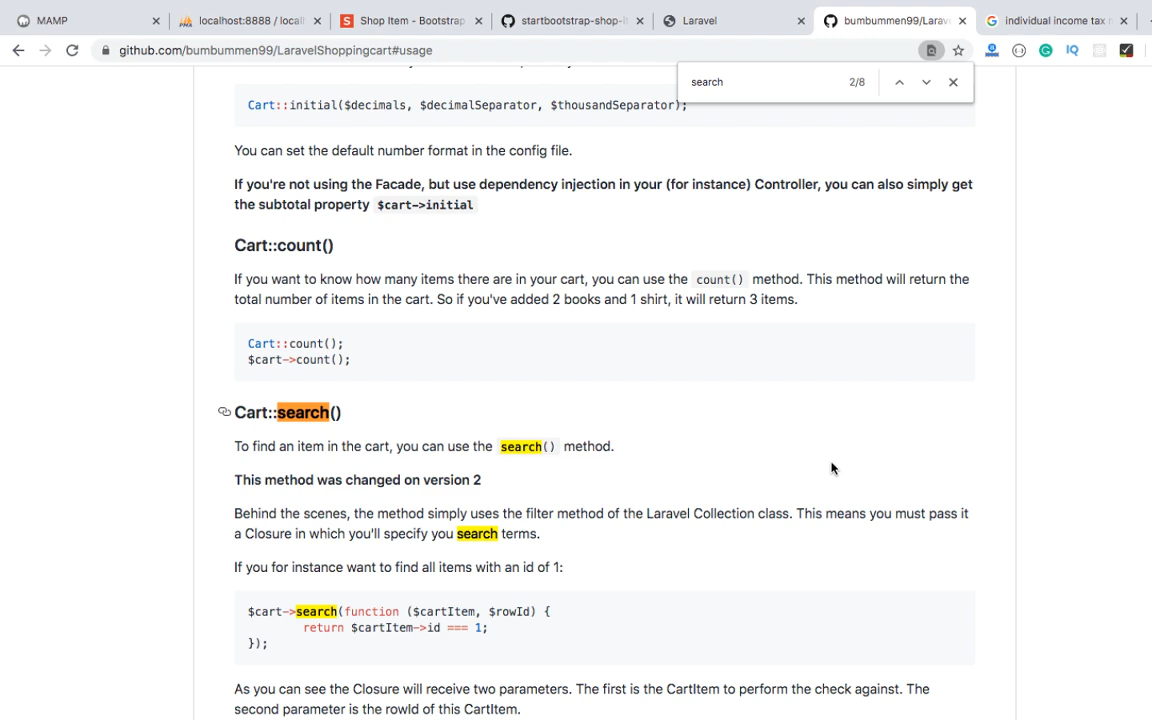 MAMP
localhost:8888 / local
Shop Item - Bootstrap
startbootstrap-shop-i
Laravel
bumbummen99/Larav
individual income tax
github.com/bumbummen99/LaravelShoppingcart#usage
search 2/8
Cart::initial($decimals, $decimalSeparator, $thousandSeparator);
You can set the default number format in the config file.
If you're not using the Facade, but use dependency injection in your (for instance) Controller, you can also simply get
the subtotal property $cart->initial
Cart::count()
If you want to know how many items there are in your cart, you can use the count() method. This method will return the
total number of items in the cart. So if you've added 2 books and 1 shirt, it will return 3 items.
Cart::count();
$cart->count();
Cart::search()
To find an item in the cart, you can use the search() method.
This method was changed on version 2
Behind the scenes, the method simply uses the filter method of the Laravel Collection class. This means you must pass it
a Closure in which you'll specify you search terms.
If you for instance want to find all items with an id of 1:
$cart->search(function ($cartItem, $rowId) {
return $cartItem->id === 1;
});
As you can see the Closure will receive two parameters. The first is the CartItem to perform the check against. The
second parameter is the rowId of this CartItem.